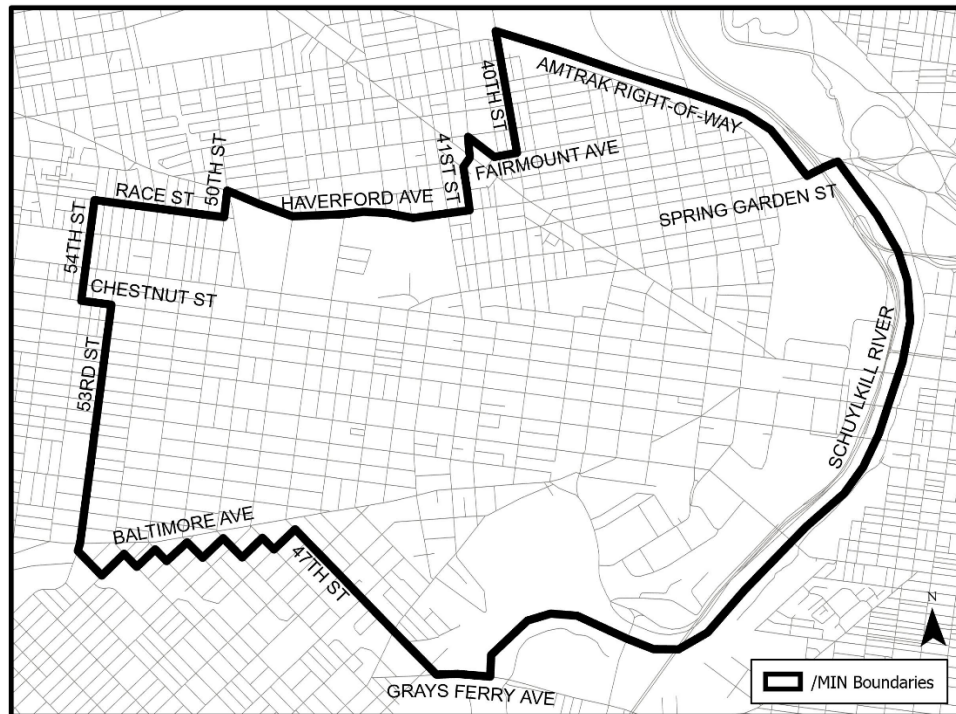 40TH ST
AMTRAK RIGHT-OF-WAY
41ST ST
FAIRMOUNT AVE
50TH ST
RACE ST
HAVERFORD AVE
SPRING GARDEN ST
54TH ST
CHESTNUT ST
53RD ST
SCHUYLKILL RIVER
BALTIMORE AVE
47TH ST
GRAYS FERRY AVE
N
/MIN Boundaries